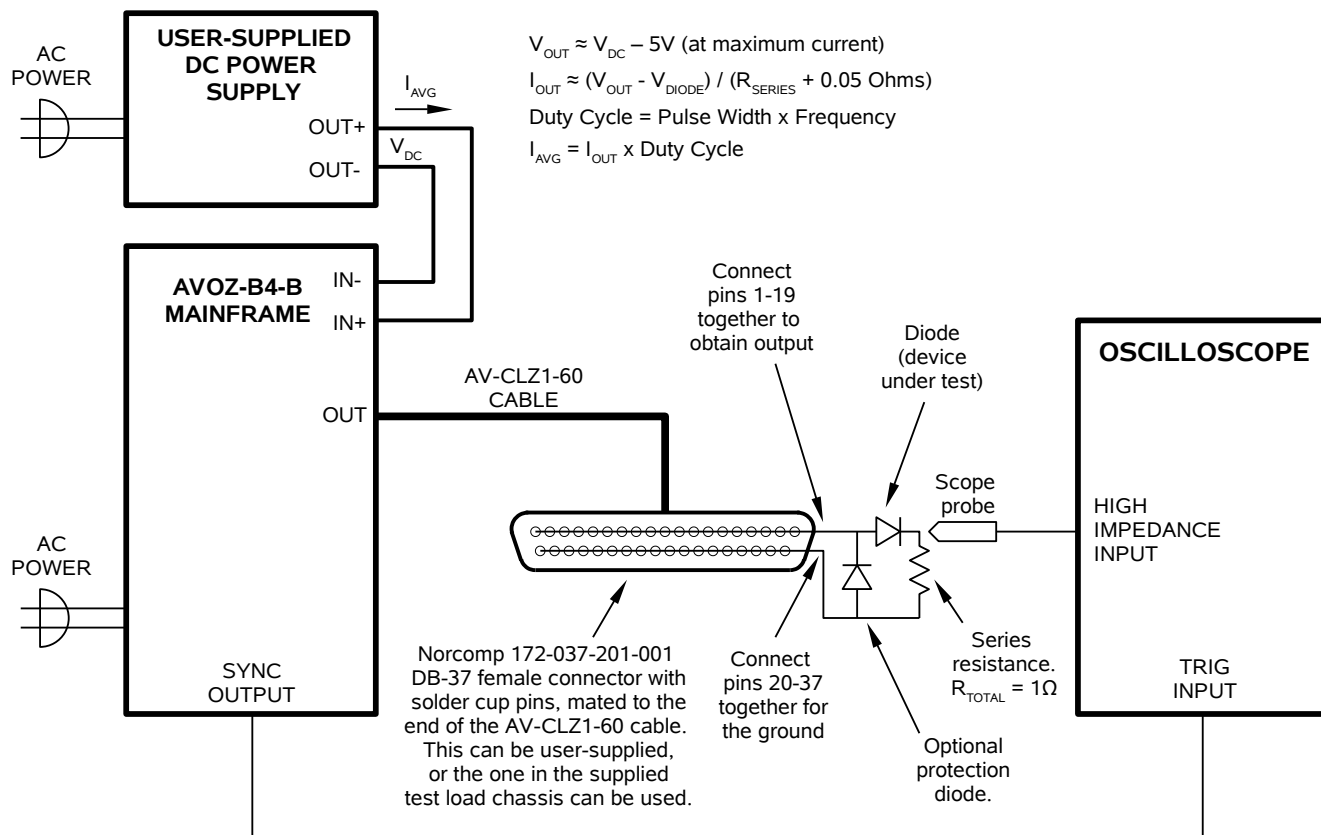 USER-SUPPLIED
DC POWER
SUPPLY
AC
POWER
I_AVG
OUT+
V_DC
OUT-
V_OUT ≈ V_DC – 5V (at maximum current)
I_OUT ≈ (V_OUT - V_DIODE) / (R_SERIES + 0.05 Ohms)
Duty Cycle = Pulse Width x Frequency
I_AVG = I_OUT x Duty Cycle
AVOZ-B4-B
MAINFRAME
IN-
IN+
OUT
AC
POWER
SYNC
OUTPUT
AV-CLZ1-60
CABLE
Connect
pins 1-19
together to
obtain output
Diode
(device
under test)
Scope
probe
OSCILLOSCOPE
HIGH
IMPEDANCE
INPUT
TRIG
INPUT
Norcomp 172-037-201-001
DB-37 female connector with
solder cup pins, mated to the
end of the AV-CLZ1-60 cable.
This can be user-supplied,
or the one in the supplied
test load chassis can be used.
Connect
pins 20-37
together for
the ground
Optional
protection
diode.
Series
resistance.
R_TOTAL = 1Ω